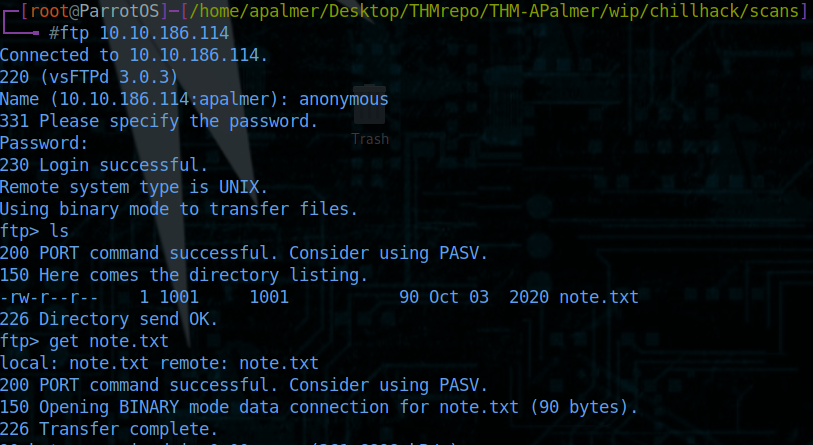 [root@ParrotOS]-[/home/apalmer/Desktop/THMrepo/THM-APalmer/wip/chillhack/scans]
#ftp 10.10.186.114
Connected to 10.10.186.114.
220 (vsFTPd 3.0.3)
Name (10.10.186.114:apalmer): anonymous
331 Please specify the password.
Trash
Password:
230 Login successful.
Remote system type is UNIX.
Using binary mode to transfer files.
ftp> ls
200 PORT command successful. Consider using PASV.
150 Here comes the directory listing.
-rw-r--r--    1 1001     1001           90 Oct 03  2020 note.txt
226 Directory send OK.
ftp> get note.txt
local: note.txt remote: note.txt
200 PORT command successful. Consider using PASV.
150 Opening BINARY mode data connection for note.txt (90 bytes).
226 Transfer complete.